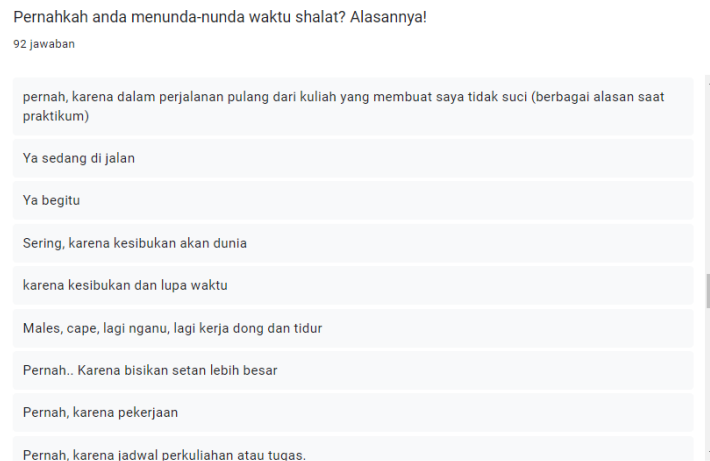 Pernahkah anda menunda-nunda waktu shalat? Alasannya!
92 jawaban
pernah, karena dalam perjalanan pulang dari kuliah yang membuat saya tidak suci (berbagai alasan saat
praktikum)
Ya sedang di jalan
Ya begitu
Sering, karena kesibukan akan dunia
karena kesibukan dan lupa waktu
Males, cape, lagi nganu, lagi kerja dong dan tidur
Pernah.. Karena bisikan setan lebih besar
Pernah, karena pekerjaan
Pernah, karena jadwal perkuliahan atau tugas.